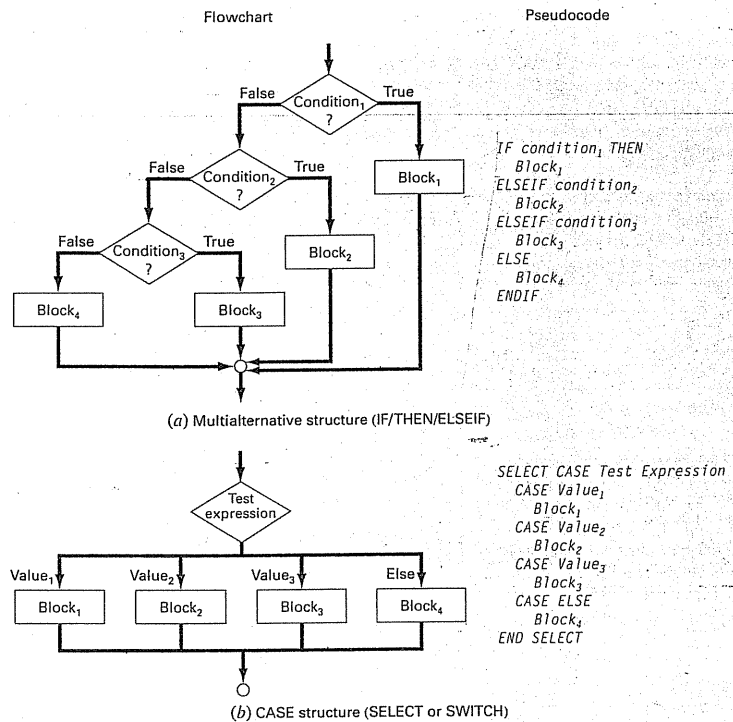 Flowchart
Pseudocode
False
Condition₁
?
True
False
Condition₂
?
True
Block₁
False
Condition₃
?
True
Block₂
Block₄
Block₃
IF condition₁ THEN
Block₁
ELSEIF condition₂
Block₂
ELSEIF condition₃
Block₃
ELSE
Block₄
ENDIF
(a) Multialternative structure (IF/THEN/ELSEIF)
Test
expression
Value₁
Value₂
Value₃
Else
Block₁
Block₂
Block₃
Block₄
SELECT CASE Test Expression
CASE Value₁
Block₁
CASE Value₂
Block₂
CASE Value₃
Block₃
CASE ELSE
Block₄
END SELECT
(b) CASE structure (SELECT or SWITCH)